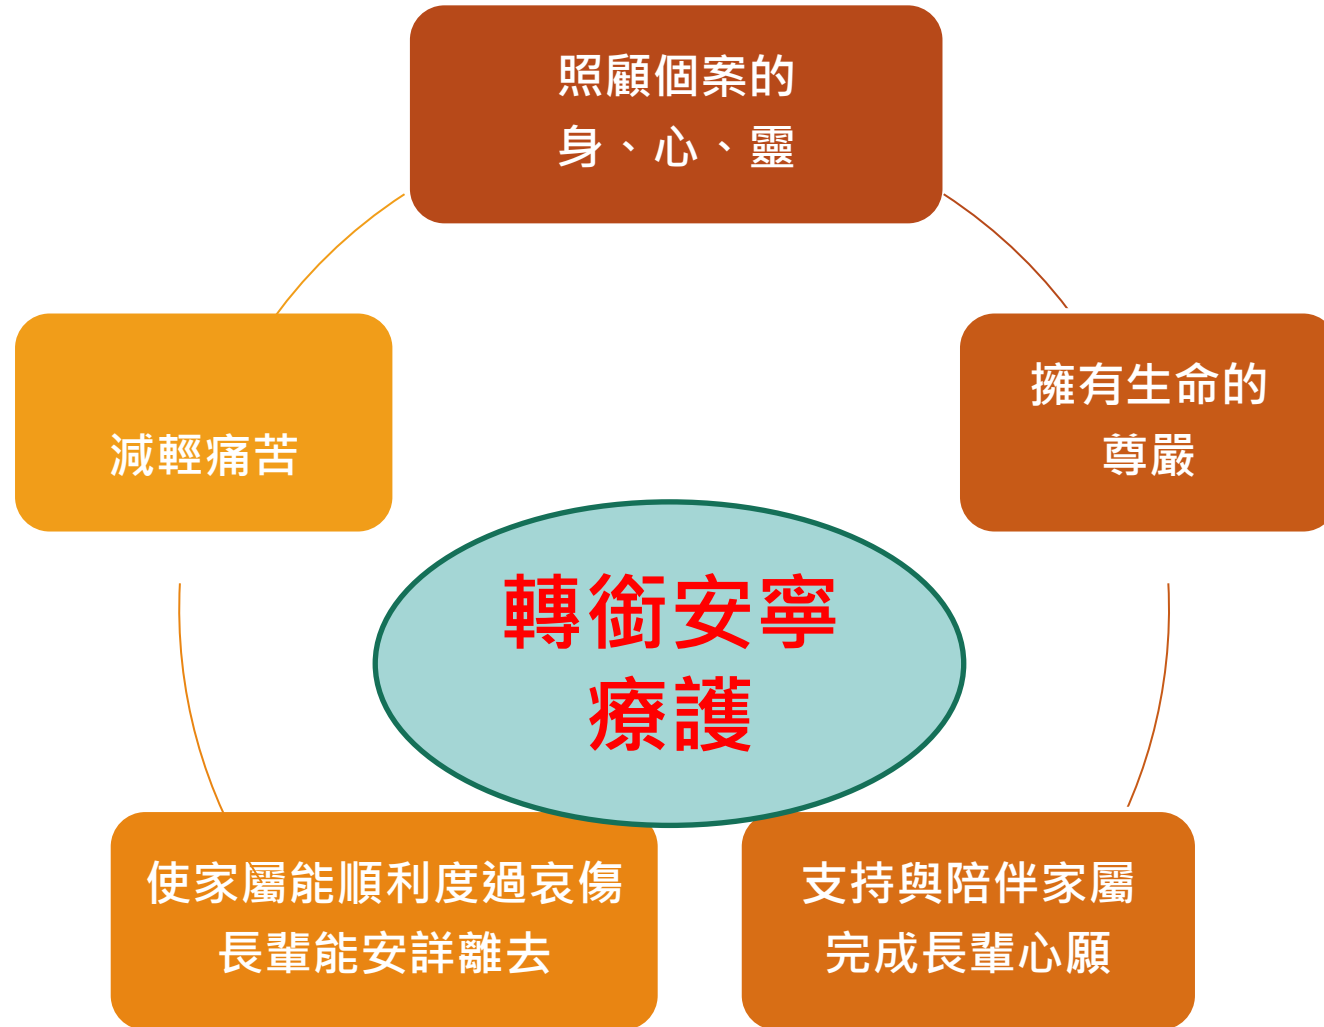 照顧個案的
身、心、靈
擁有生命的
尊嚴
減輕痛苦
轉銜安寧
療護
支持與陪伴家屬
完成長輩心願
使家屬能順利度過哀傷
長輩能安詳離去